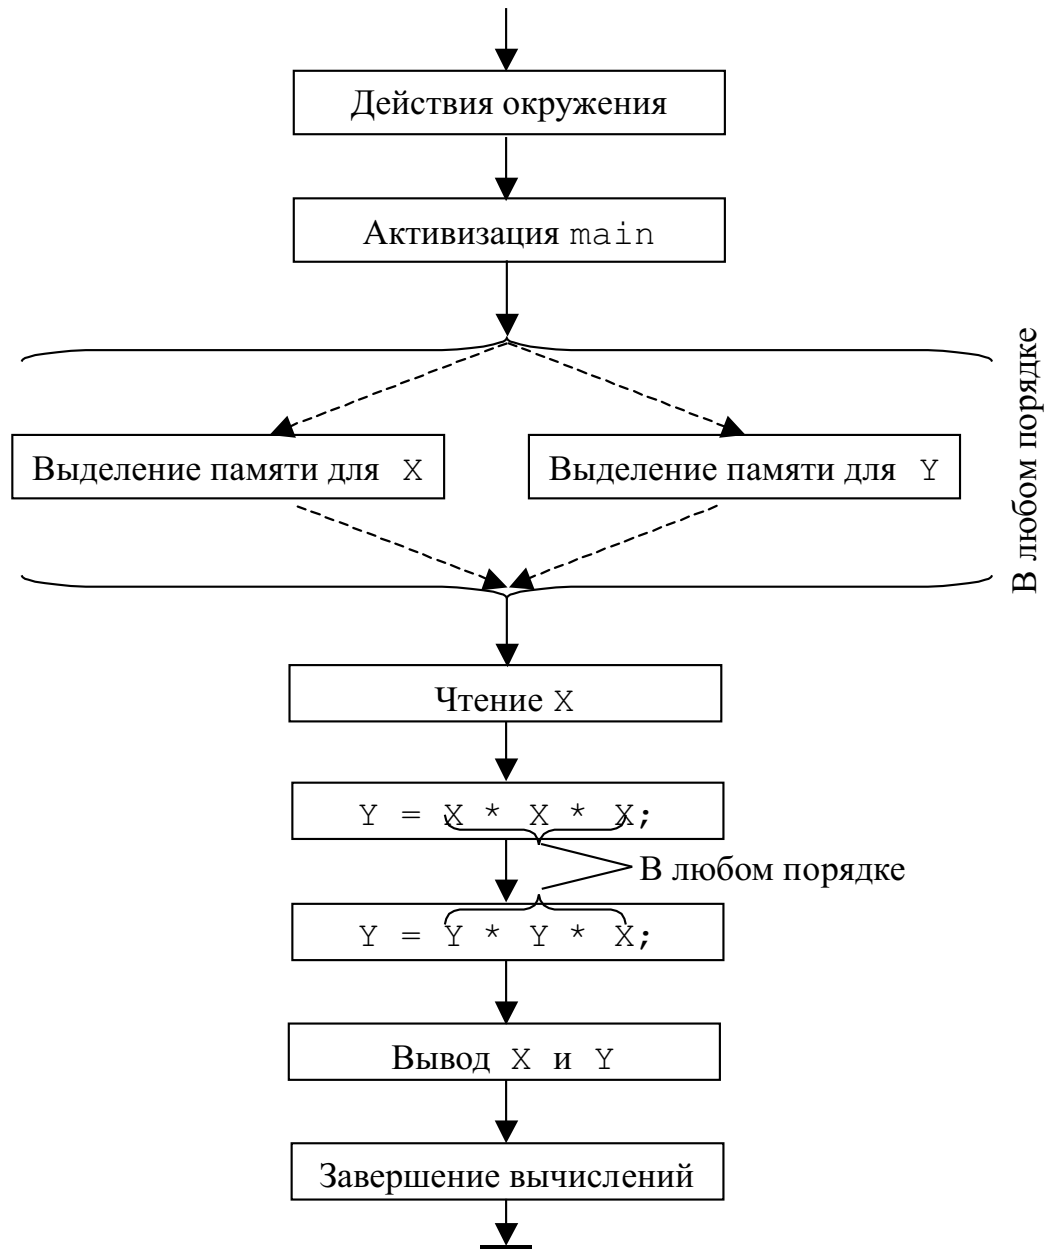 Действия окружения
Активизация main
В любом порядке
Выделение памяти для X
Выделение памяти для Y
Чтение X
Y = X * X * X;
В любом порядке
Y = Y * Y * X;
Вывод X и Y
Завершение вычислений